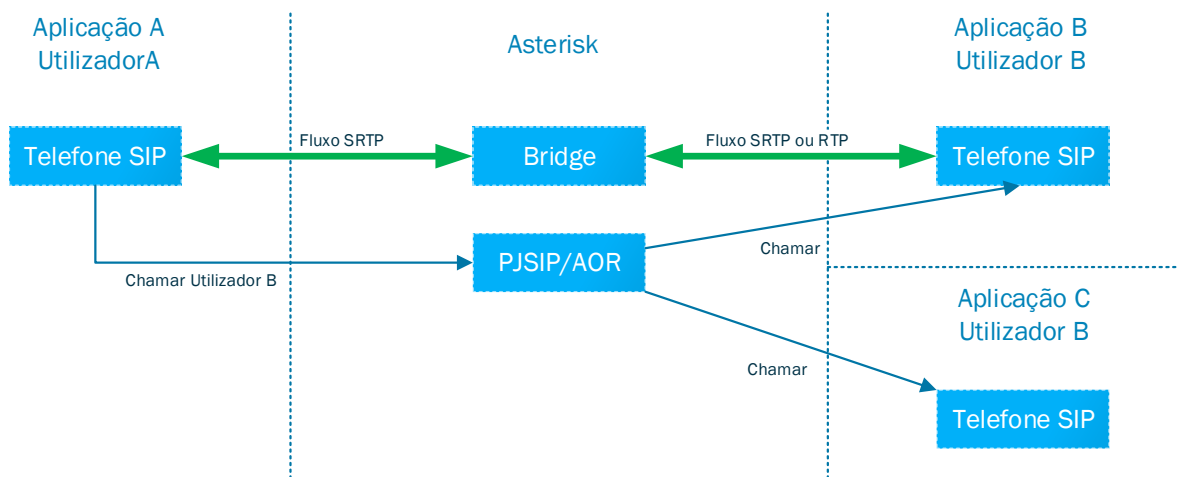 Aplicação A
UtilizadorA
Asterisk
Aplicação B
Utilizador B
Telefone SIP
Fluxo SRTP
Bridge
Fluxo SRTP ou RTP
Telefone SIP
Chamar Utilizador B
PJSIP/AOR
Chamar
Aplicação C
Utilizador B
Chamar
Telefone SIP